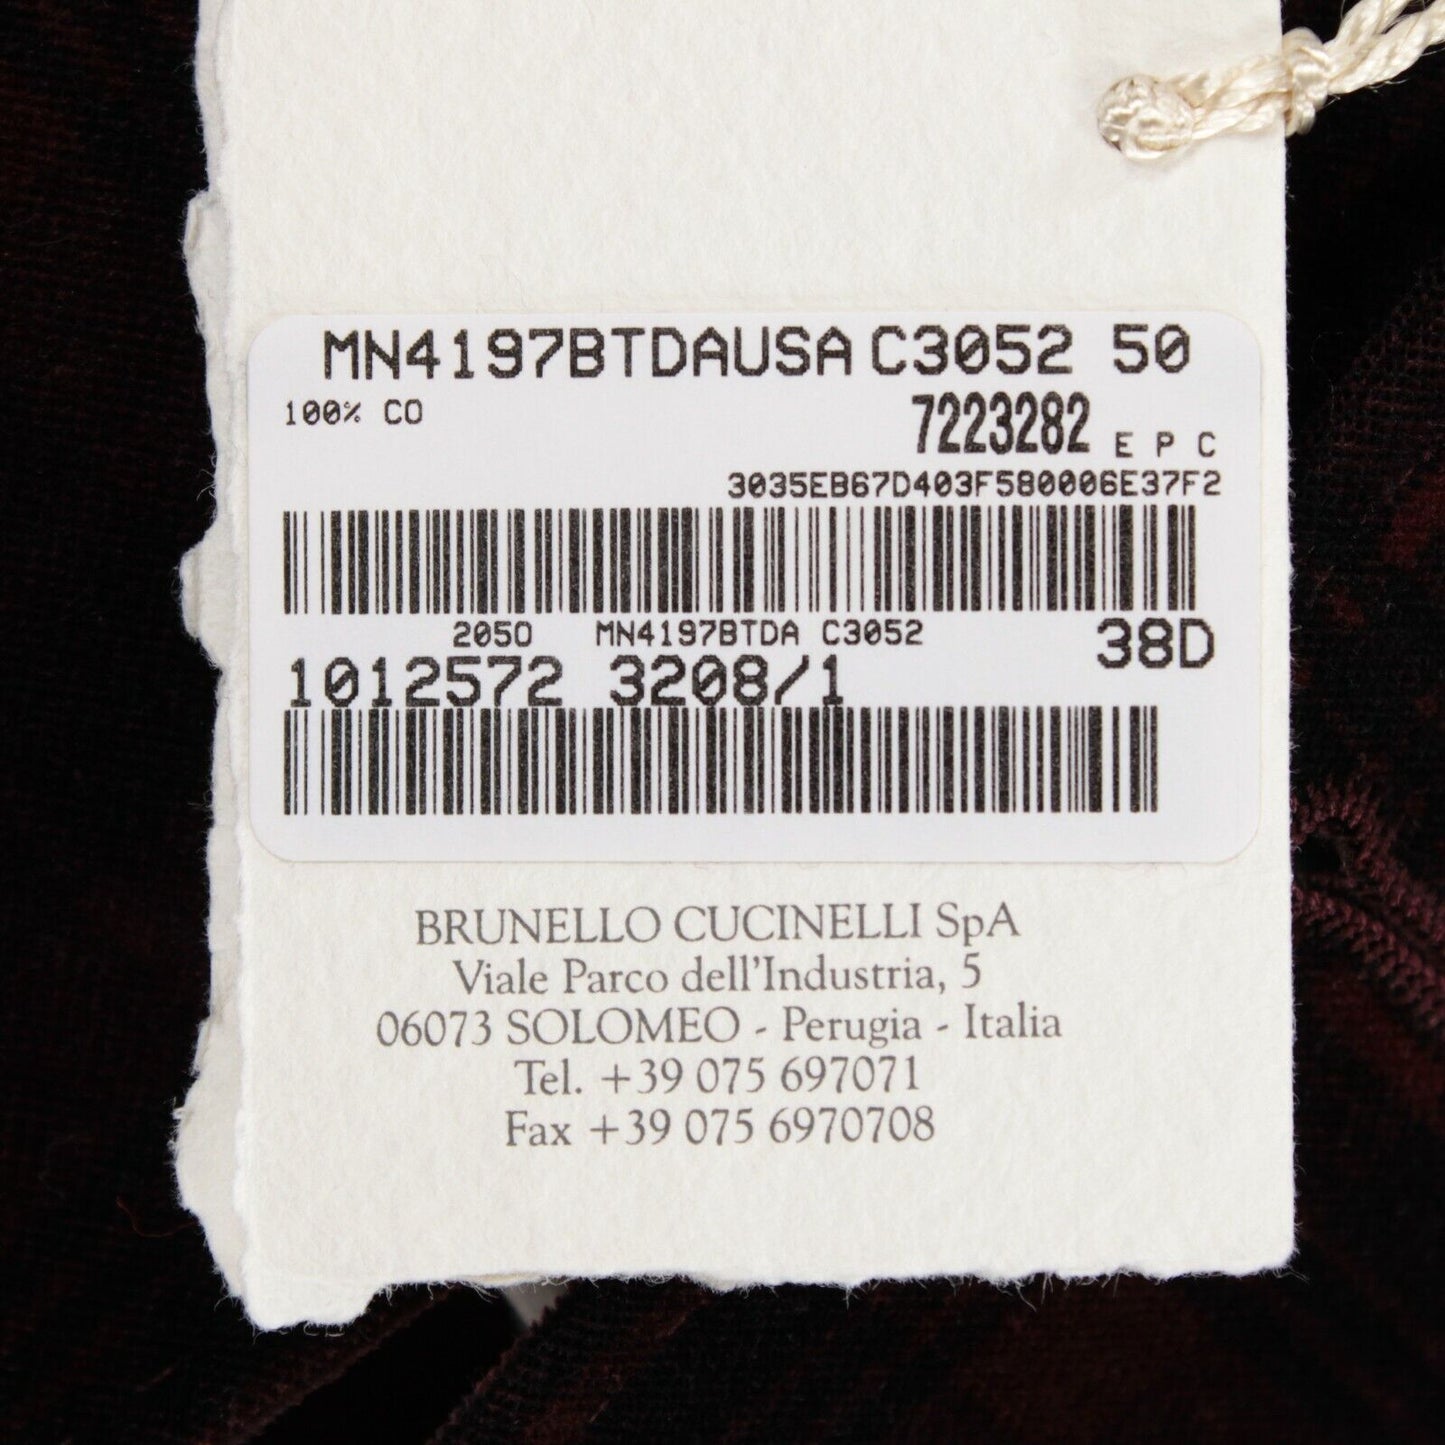 MN4197BTDAUSA C3052 50
100% CO
7223282 E P C
3035EB67D403F580006E37F2
2050 MN4197BTDA C3052
38D
1012572 3208/1
BRUNELLO CUCINELLI SpA
Viale Parco dell'Industria, 5
06073 SOLOMEO - Perugia - Italia
Tel. +39 075 697071
Fax +39 075 6970708